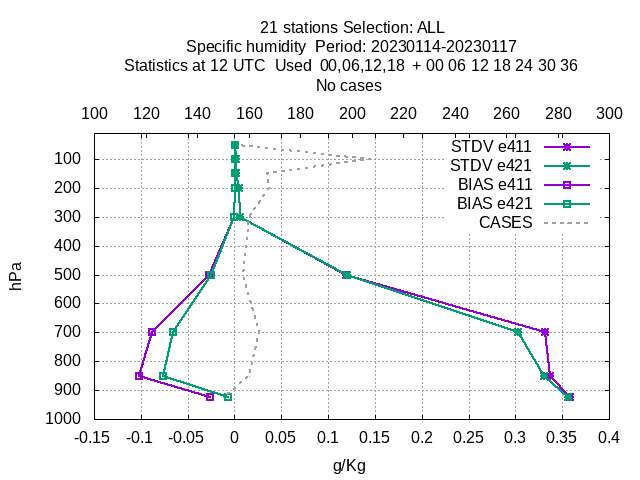 21 stations Selection: ALL
Specific humidity  Period: 20230114-20230117
Statistics at 12 UTC  Used  00,06,12,18  + 00 06 12 18 24 30 36
No cases
100 120 140 160 180 200 220 240 260 280 300
STDV e411
STDV e421
BIAS e411
BIAS e421
CASES
100
200
300
400
500
600
700
800
900
1000
hPa
-0.15 -0.1 -0.05 0 0.05 0.1 0.15 0.2 0.25 0.3 0.35 0.4
g/Kg